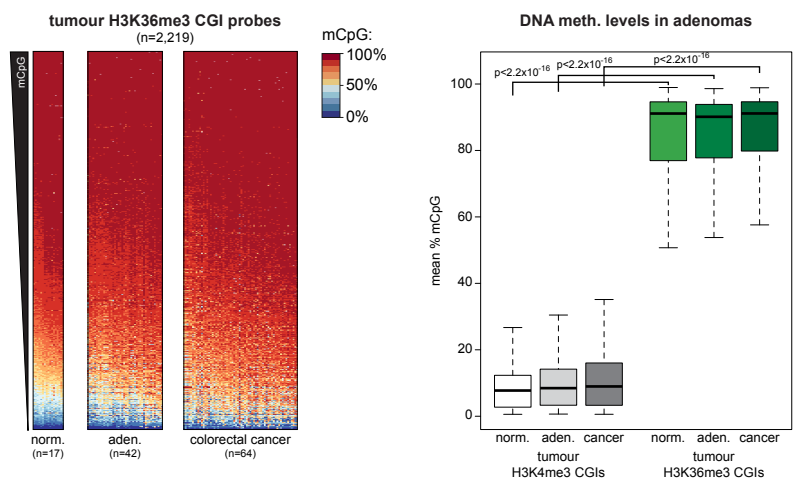 tumour H3K36me3 CGI probes
(n=2,219)
mCpG
mCpG:
100%
50%
0%
norm.
(n=17)
aden.
(n=42)
colorectal cancer
(n=64)
DNA meth. levels in adenomas
p<2.2x10-16
p<2.2x10-16
p<2.2x10-16
mean % mCpG
100
80
60
40
20
0
norm. aden. cancer norm. aden. cancer
tumour
H3K4me3 CGIs
tumour
H3K36me3 CGIs